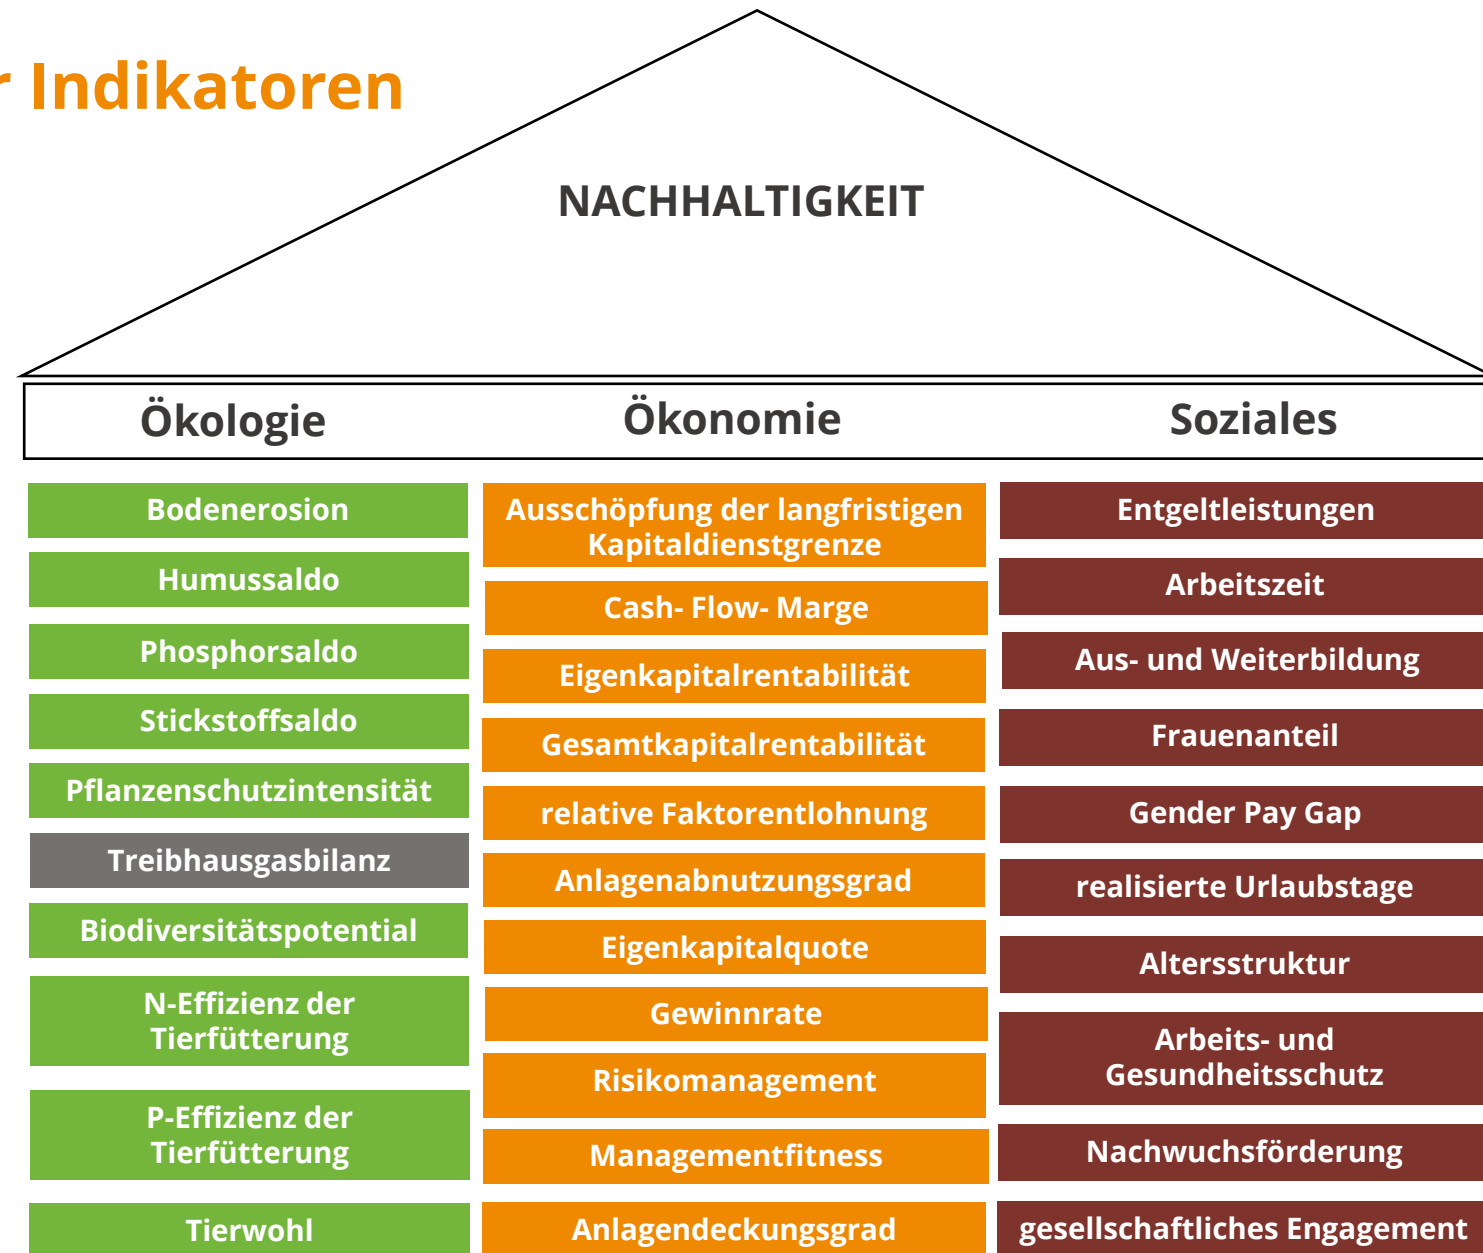 r Indikatoren
NACHHALTIGKEIT
Ökologie
Ökonomie
Soziales
Bodenerosion
Humussaldo
Phosphorsaldo
Stickstoffsaldo
Pflanzenschutzintensität
Treibhausgasbilanz
Biodiversitätspotential
N-Effizienz der
Tierfütterung
P-Effizienz der
Tierfütterung
Tierwohl
Ausschöpfung der langfristigen
Kapitaldienstgrenze
Cash- Flow- Marge
Eigenkapitalrentabilität
Gesamtkapitalrentabilität
relative Faktorentlohnung
Anlagenabnutzungsgrad
Eigenkapitalquote
Gewinnrate
Risikomanagement
Managementfitness
Anlagendeckungsgrad
Entgeltleistungen
Arbeitszeit
Aus- und Weiterbildung
Frauenanteil
Gender Pay Gap
realisierte Urlaubstage
Altersstruktur
Arbeits- und
Gesundheitsschutz
Nachwuchsförderung
gesellschaftliches Engagement